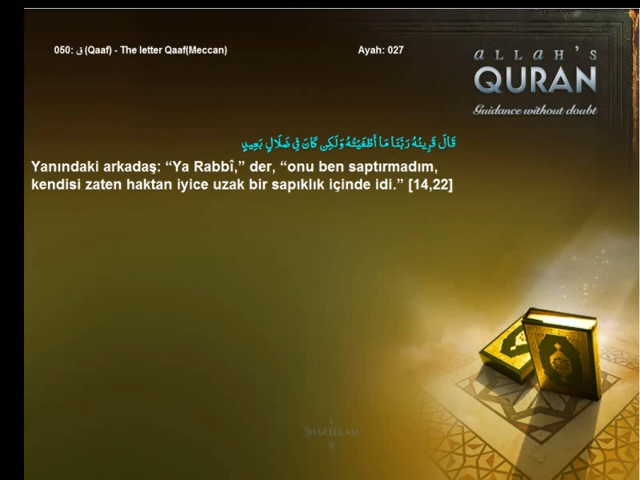 050: ق (Qaaf) - The letter Qaaf(Meccan) Ayah: 027
ALLAH'S
QURAN
Guidance without doubt
قَالَ قَرِينُهُ رَبَّنَا مَا أَطْغَيْتُهُ وَلَكِن كَانَ فِي ضَلَالٍ بَعِيدٍ
Yanındaki arkadaş: “Ya Rabbî,” der, “onu ben saptırmadım,
kendisi zaten haktan iyice uzak bir sapıklık içinde idi.” [14,22]